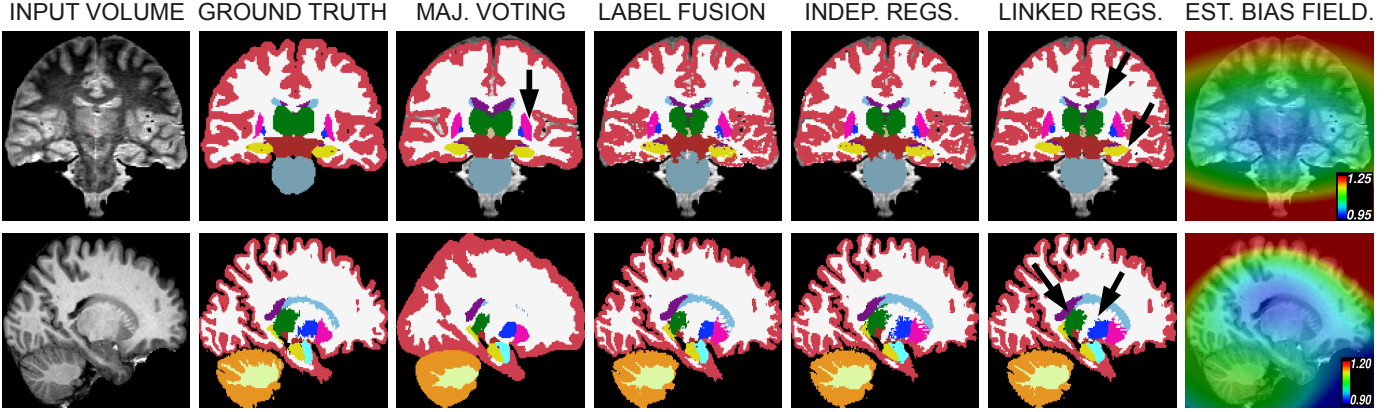 INPUT VOLUME GROUND TRUTH MAJ. VOTING LABEL FUSION INDEP. REGS. LINKED REGS. EST. BIAS FIELD.
1.25
0.95
1.20
0.90